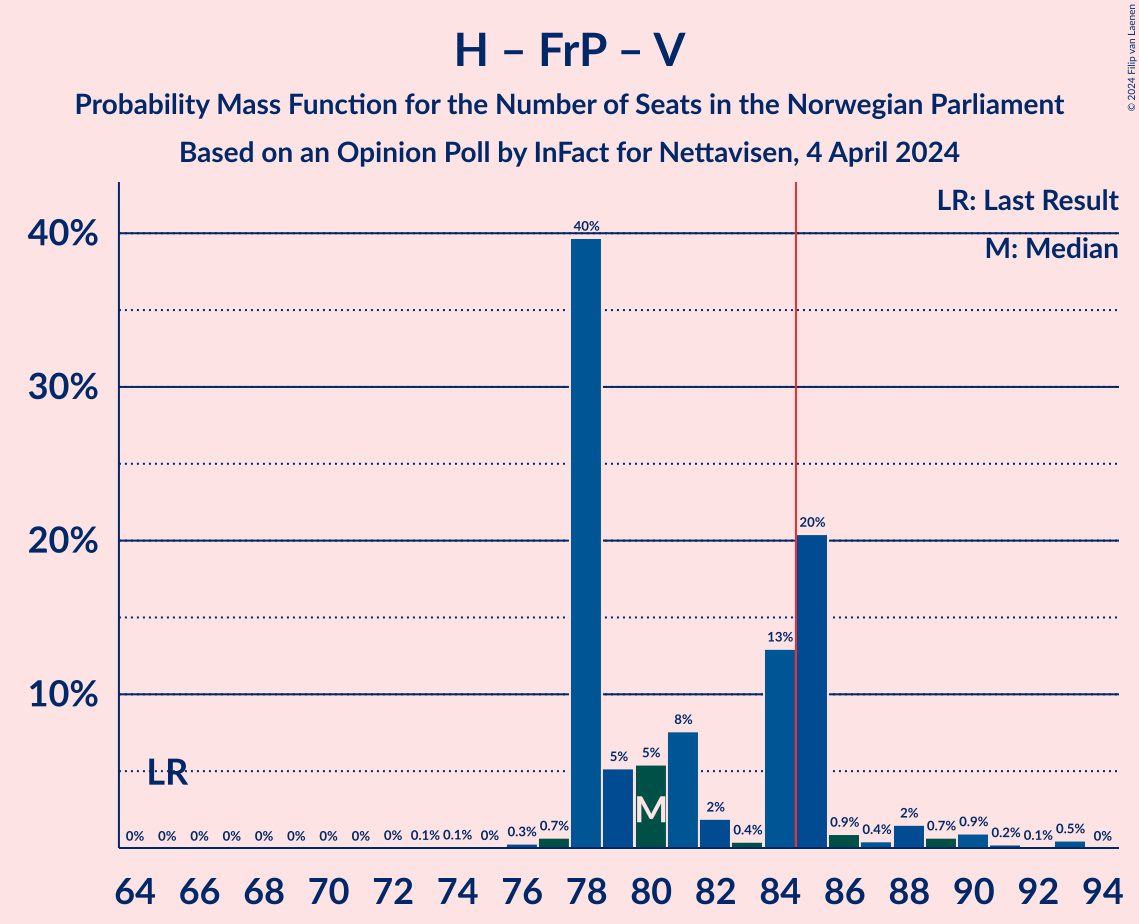 H – FrP – V
Probability Mass Function for the Number of Seats in the Norwegian Parliament
Based on an Opinion Poll by InFact for Nettavisen, 4 April 2024
© 2024 Filip van Laenen
LR: Last Result
M: Median
40%
30%
20%
10%
LR
M
0% 0% 0% 0% 0% 0% 0% 0% 0% 0.1% 0.1% 0% 0.3% 0.7% 40% 5% 5% 8% 2% 0.4% 13% 20% 0.9% 0.4% 2% 0.7% 0.9% 0.2% 0.1% 0.5% 0%
64 66 68 70 72 74 76 78 80 82 84 86 88 90 92 94